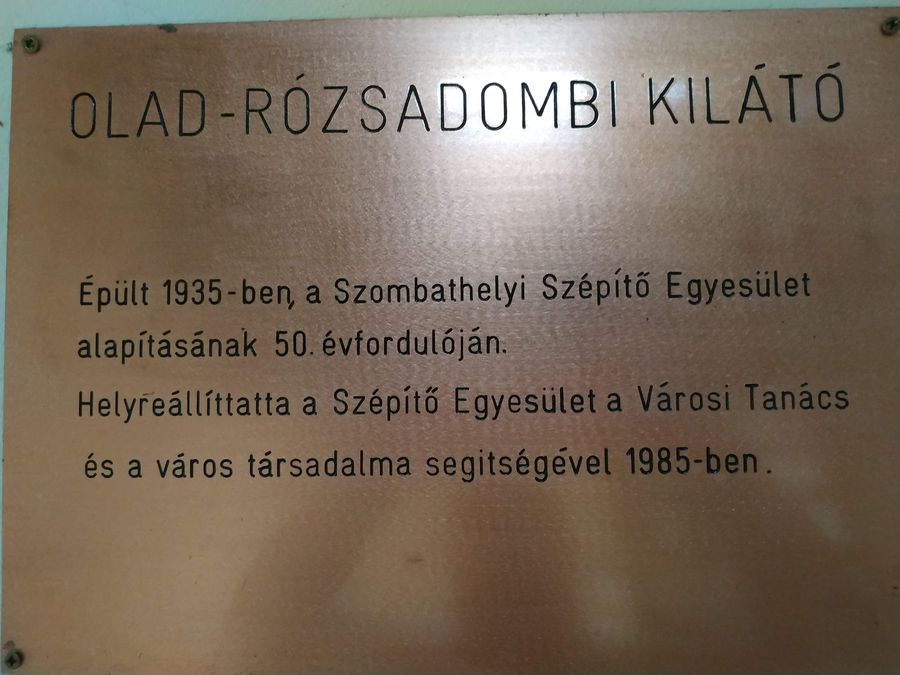 OLAD-RÓZSADOMBI KILÁTÓ
Épült 1935-ben, a Szombathelyi Szépítő Egyesület
alapításának 50. évfordulóján.
Helyreállíttatta a Szépítő Egyesület a Városi Tanács
és a város társadalma segitségével 1985-ben.